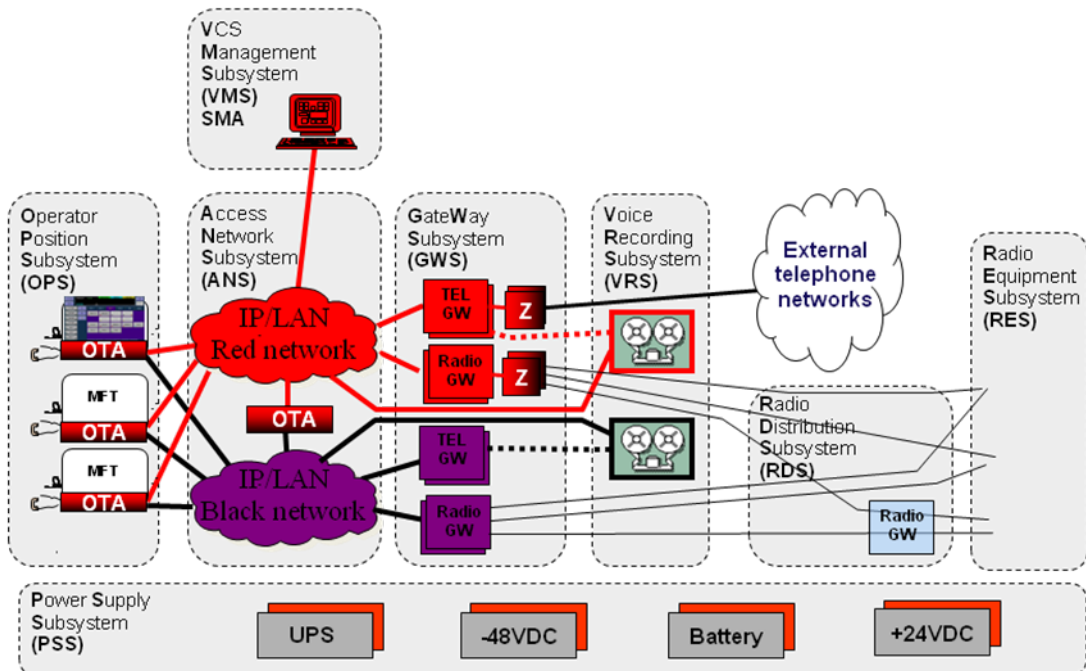 VCS
Management
Subsystem
(VMS)
SMA
Operator
Position
Subsystem
(OPS)
OTA
MFT
OTA
MFT
OTA
Access
Network
Subsystem
(ANS)
IP/LAN
Red network
OTA
IP/LAN
Black network
GateWay
Subsystem
(GWS)
TEL
GW
Z
Radio
GW
Z
TEL
GW
Radio
GW
Voice
Recording
Subsystem
(VRS)
External
telephone
networks
Radio
Distribution
Subsystem
(RDS)
Radio
GW
Radio
Equipment
Subsystem
(RES)
Power Supply
Subsystem
(PSS)
UPS
-48VDC
Battery
+24VDC